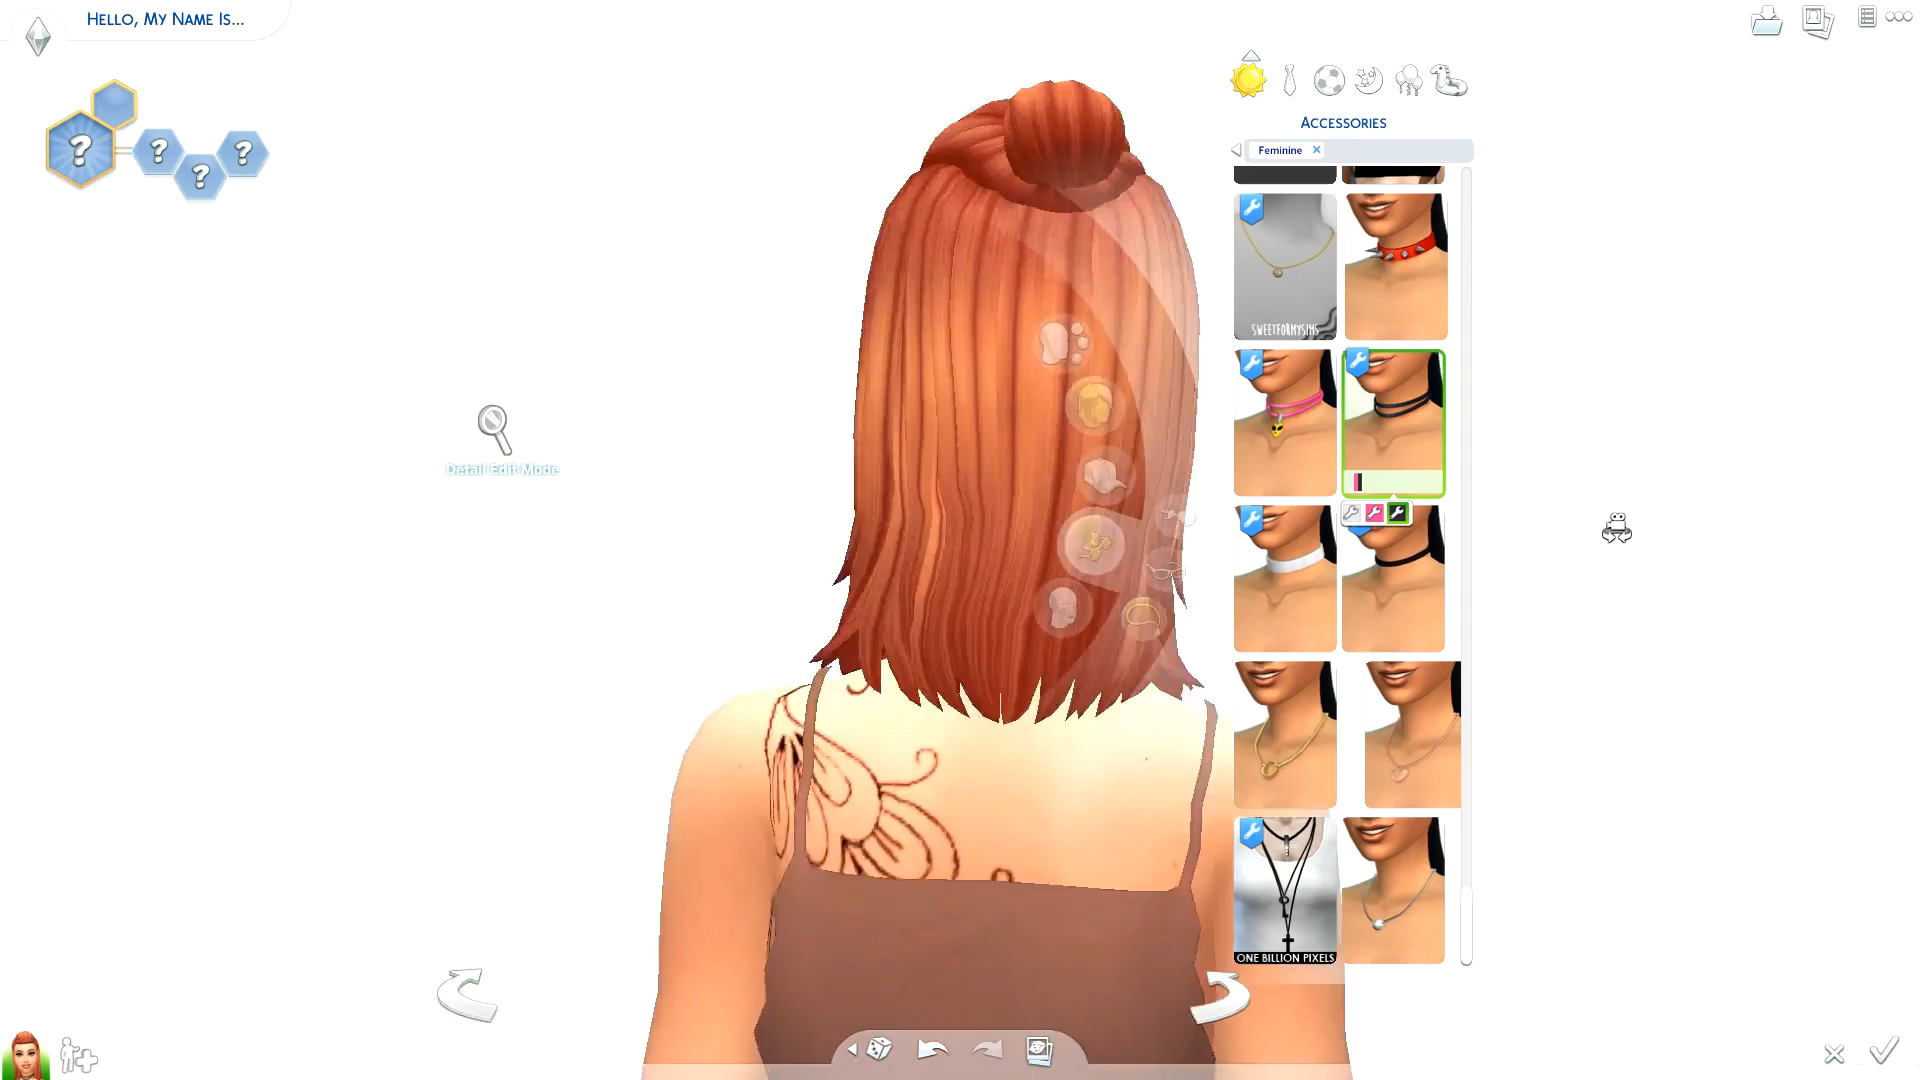 Hello, My Name Is...
?
?
?
?
Detail Edit Mode
Accessories
Feminine ×
SWEETFORMYSIMS
ONE BILLION PIXELS